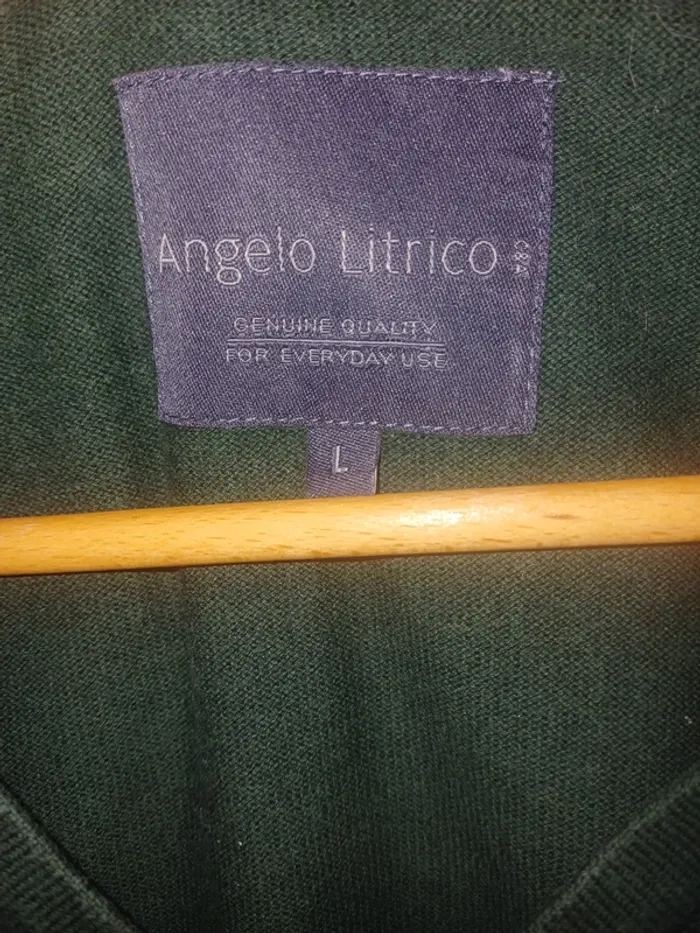 Angelo Litrico C&A
GENUINE QUALITY
FOR EVERYDAY USE
L